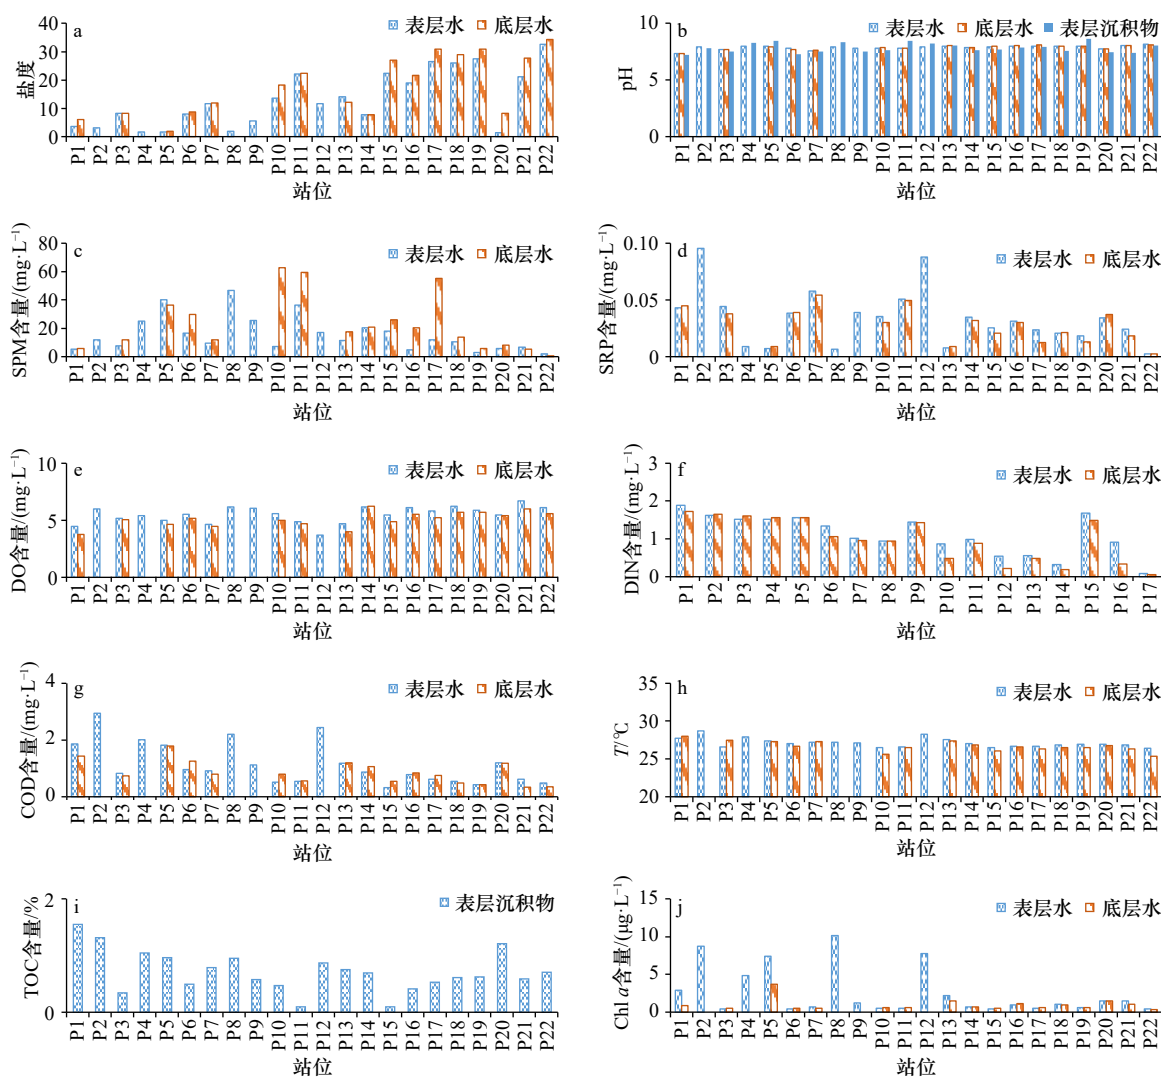 a
表层水 底层水
盐度
40
30
20
10
0
P1 P2 P3 P4 P5 P6 P7 P8 P9 P10 P11 P12 P13 P14 P15 P16 P17 P18 P19 P20 P21 P22
站位
b
表层水 底层水 表层沉积物
pH
10
5
0
P1 P2 P3 P4 P5 P6 P7 P8 P9 P10 P11 P12 P13 P14 P15 P16 P17 P18 P19 P20 P21 P22
站位
c
表层水 底层水
SPM含量/(mg·L⁻¹)
80
60
40
20
0
P1 P2 P3 P4 P5 P6 P7 P8 P9 P10 P11 P12 P13 P14 P15 P16 P17 P18 P19 P20 P21 P22
站位
d
表层水 底层水
SRP含量/(mg·L⁻¹)
0.10
0.05
0
P1 P2 P3 P4 P5 P6 P7 P8 P9 P10 P11 P12 P13 P14 P15 P16 P17 P18 P19 P20 P21 P22
站位
e
表层水 底层水
DO含量/(mg·L⁻¹)
10
5
0
P1 P2 P3 P4 P5 P6 P7 P8 P9 P10 P11 P12 P13 P14 P15 P16 P17 P18 P19 P20 P21 P22
站位
f
表层水 底层水
DIN含量/(mg·L⁻¹)
3
2
1
0
P1 P2 P3 P4 P5 P6 P7 P8 P9 P10 P11 P12 P13 P14 P15 P16 P17
站位
g
表层水 底层水
COD含量/(mg·L⁻¹)
4
2
0
P1 P2 P3 P4 P5 P6 P7 P8 P9 P10 P11 P12 P13 P14 P15 P16 P17 P18 P19 P20 P21 P22
站位
h
表层水 底层水
T/℃
35
30
25
20
P1 P2 P3 P4 P5 P6 P7 P8 P9 P10 P11 P12 P13 P14 P15 P16 P17 P18 P19 P20 P21 P22
站位
i
表层沉积物
TOC含量/%
2
1
0
P1 P2 P3 P4 P5 P6 P7 P8 P9 P10 P11 P12 P13 P14 P15 P16 P17 P18 P19 P20 P21 P22
站位
j
表层水 底层水
Chl a含量/(μg·L⁻¹)
15
10
5
0
P1 P2 P3 P4 P5 P6 P7 P8 P9 P10 P11 P12 P13 P14 P15 P16 P17 P18 P19 P20 P21 P22
站位